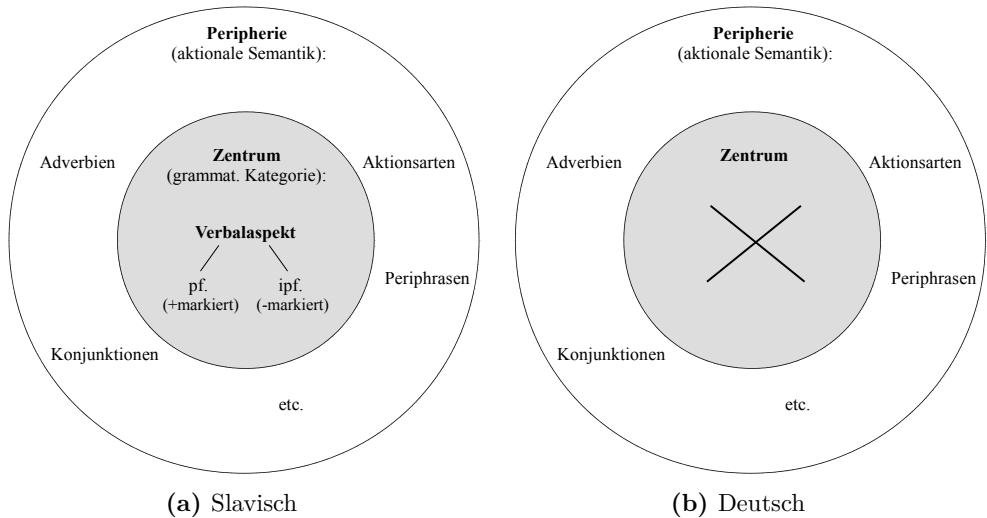 Peripherie
(aktionale Semantik):
Adverbien
Zentrum
(grammat. Kategorie):
Aktionsarten
Verbalaspekt
pf.
(+markiert)
ipf.
(-markiert)
Periphrasen
Konjunktionen
etc.
(a) Slavisch
Peripherie
(aktionale Semantik):
Adverbien
Zentrum
Aktionsarten
Periphrasen
Konjunktionen
etc.
(b) Deutsch